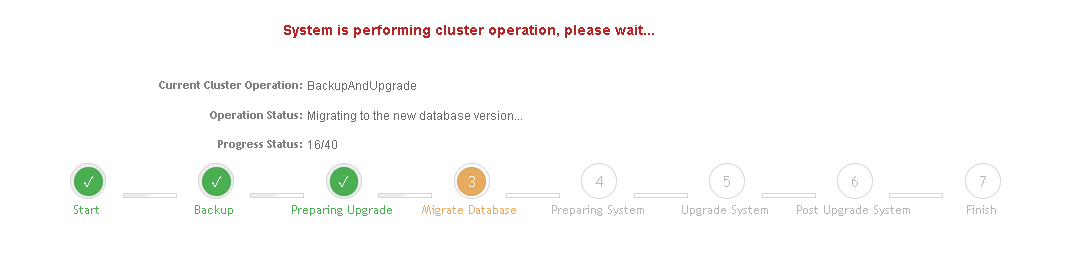 System is performing cluster operation, please wait...
Current Cluster Operation: BackupAndUpgrade
Operation Status: Migrating to the new database version...
Progress Status: 16/40
✓ ✓ ✓ 3 4 5 6 7
Start Backup Preparing Upgrade Migrate Database Preparing System Upgrade System Post Upgrade System Finish